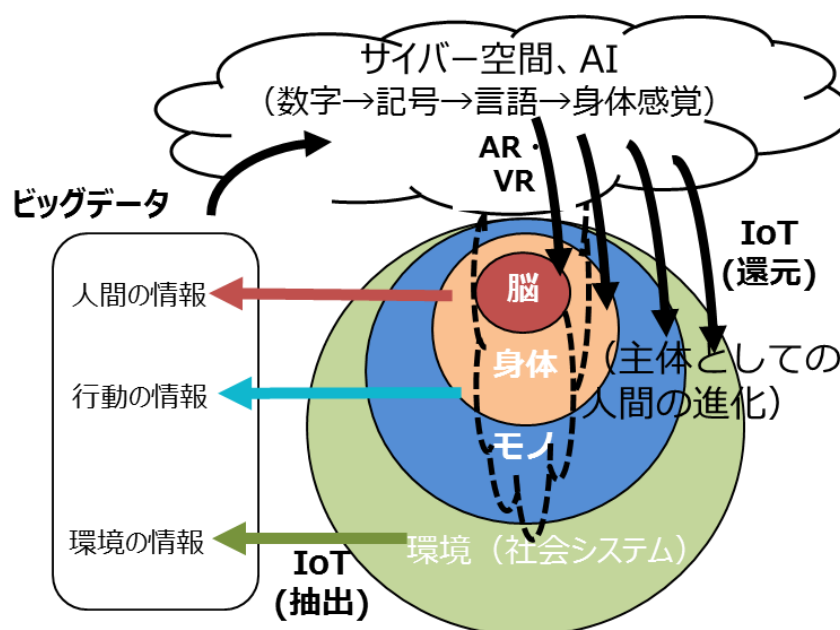 サイバー空間、AI
（数字→記号→言語→身体感覚）
AR・
VR
ビッグデータ
IoT
(還元)
人間の情報
脳
身体
（主体としての
人間の進化）
行動の情報
モノ
環境の情報
環境（社会システム）
IoT
(抽出)